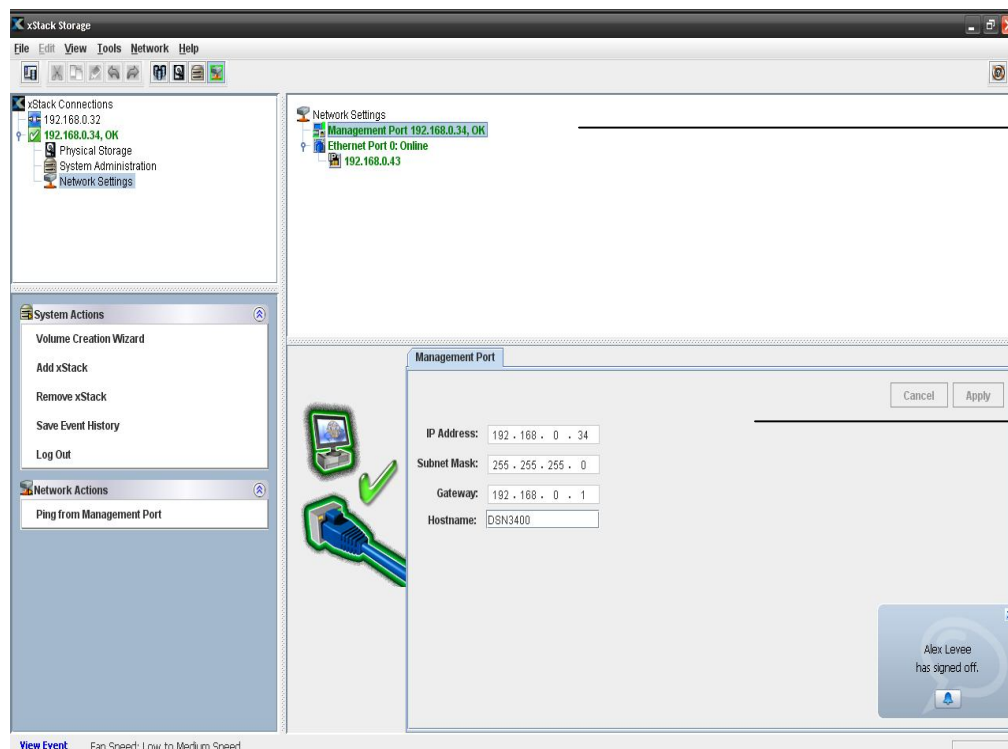 xStack Storage
File Edit View Tools Network Help
xStack Connections
192.168.0.32
192.168.0.34, OK
Physical Storage
System Administration
Network Settings
Network Settings
Management Port 192.168.0.34, OK
Ethernet Port 0: Online
192.168.0.43
System Actions
Volume Creation Wizard
Add xStack
Remove xStack
Save Event History
Log Out
Network Actions
Ping from Management Port
Management Port
Cancel Apply
IP Address: 192 . 168 . 0 . 34
Subnet Mask: 255 . 255 . 255 . 0
Gateway: 192 . 168 . 0 . 1
Hostname: DSN3400
Alex Levee
has signed off.
View Event Fan Speed: Low to Medium Speed